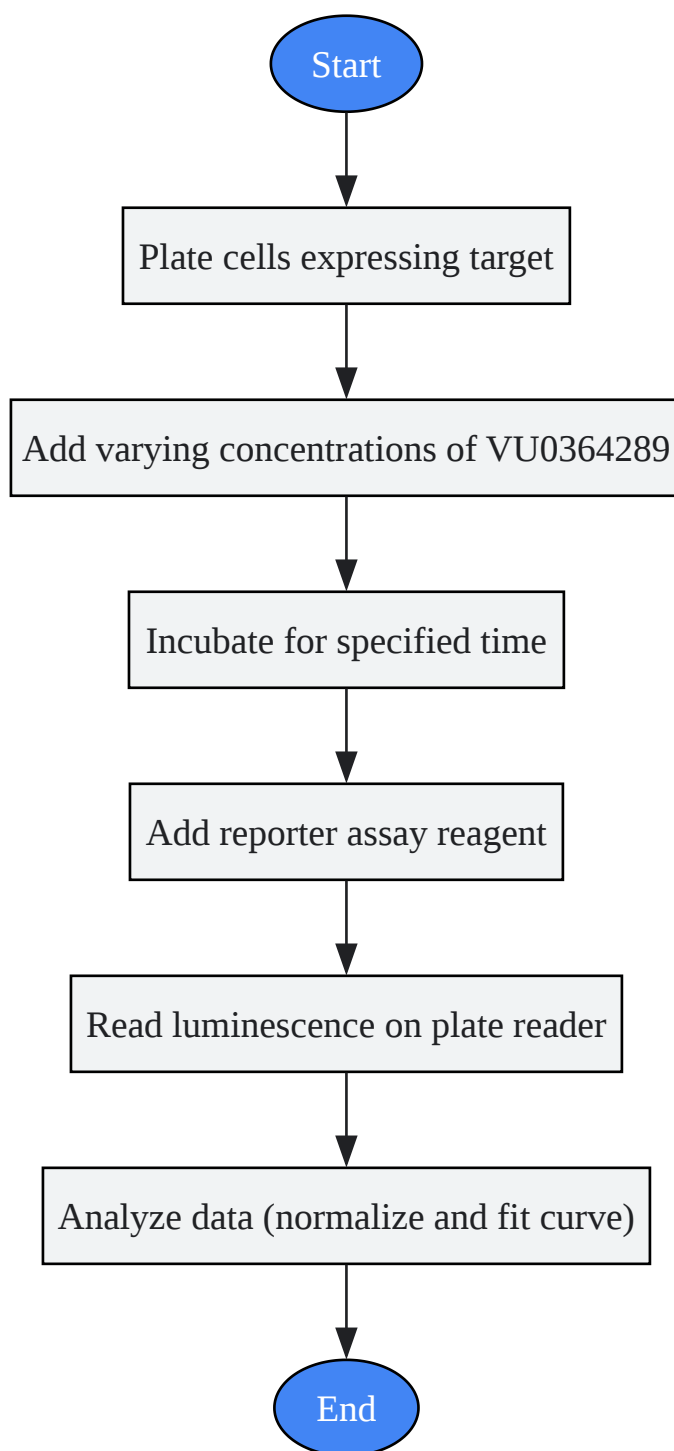 Start
Plate cells expressing target
Add varying concentrations of VU0364289
Incubate for specified time
Add reporter assay reagent
Read luminescence on plate reader
Analyze data (normalize and fit curve)
End